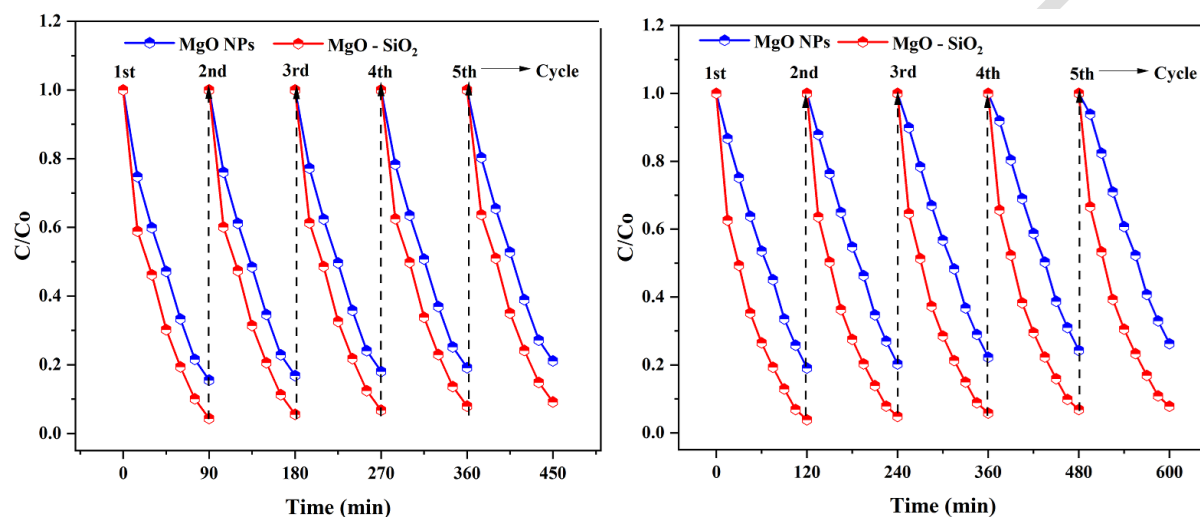 MgO NPs MgO - SiO₂
1st 2nd 3rd 4th 5th Cycle
1.2
1.0
0.8
0.6
0.4
0.2
0.0
C/Co
0 90 180 270 360 450
Time (min)
MgO NPs MgO - SiO₂
1st 2nd 3rd 4th 5th Cycle
1.2
1.0
0.8
0.6
0.4
0.2
0.0
C/Co
0 120 240 360 480 600
Time (min)